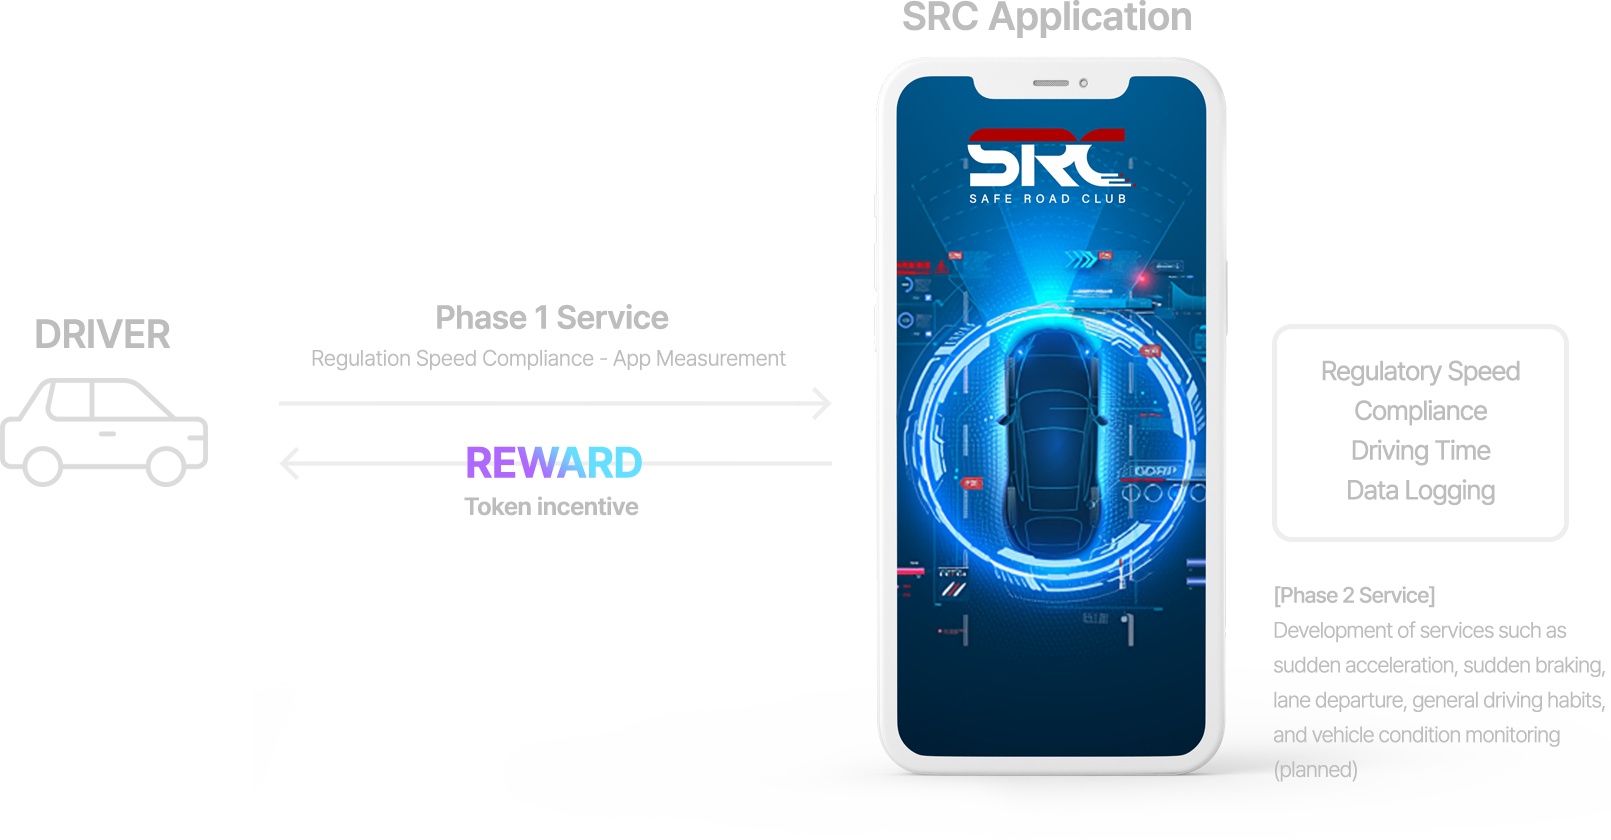 SRC Application
SRC
SAFE ROAD CLUB
DRIVER
Phase 1 Service
Regulation Speed Compliance - App Measurement
REWARD
Token incentive
Regulatory Speed
Compliance
Driving Time
Data Logging
[Phase 2 Service]
Development of services such as
sudden acceleration, sudden braking,
lane departure, general driving habits,
and vehicle condition monitoring
(planned)